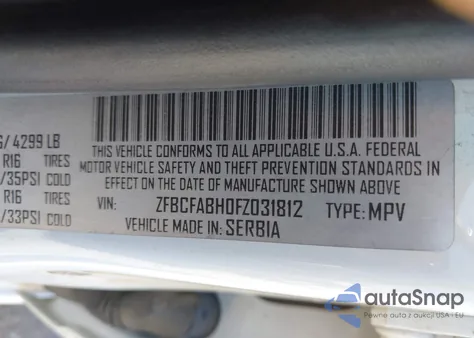 G/ 4299 LB
R16 TIRES
/35PSI COLD
R16 TIRES
/33PSI COLD
THIS VEHICLE CONFORMS TO ALL APPLICABLE U.S.A. FEDERAL
MOTOR VEHICLE SAFETY AND THEFT PREVENTION STANDARDS IN
EFFECT ON THE DATE OF MANUFACTURE SHOWN ABOVE
VIN: ZFBCFABH0FZ031812 TYPE: MPV
VEHICLE MADE IN: SERBIA
autoSnap
Pewne auta z aukcji USA - EU